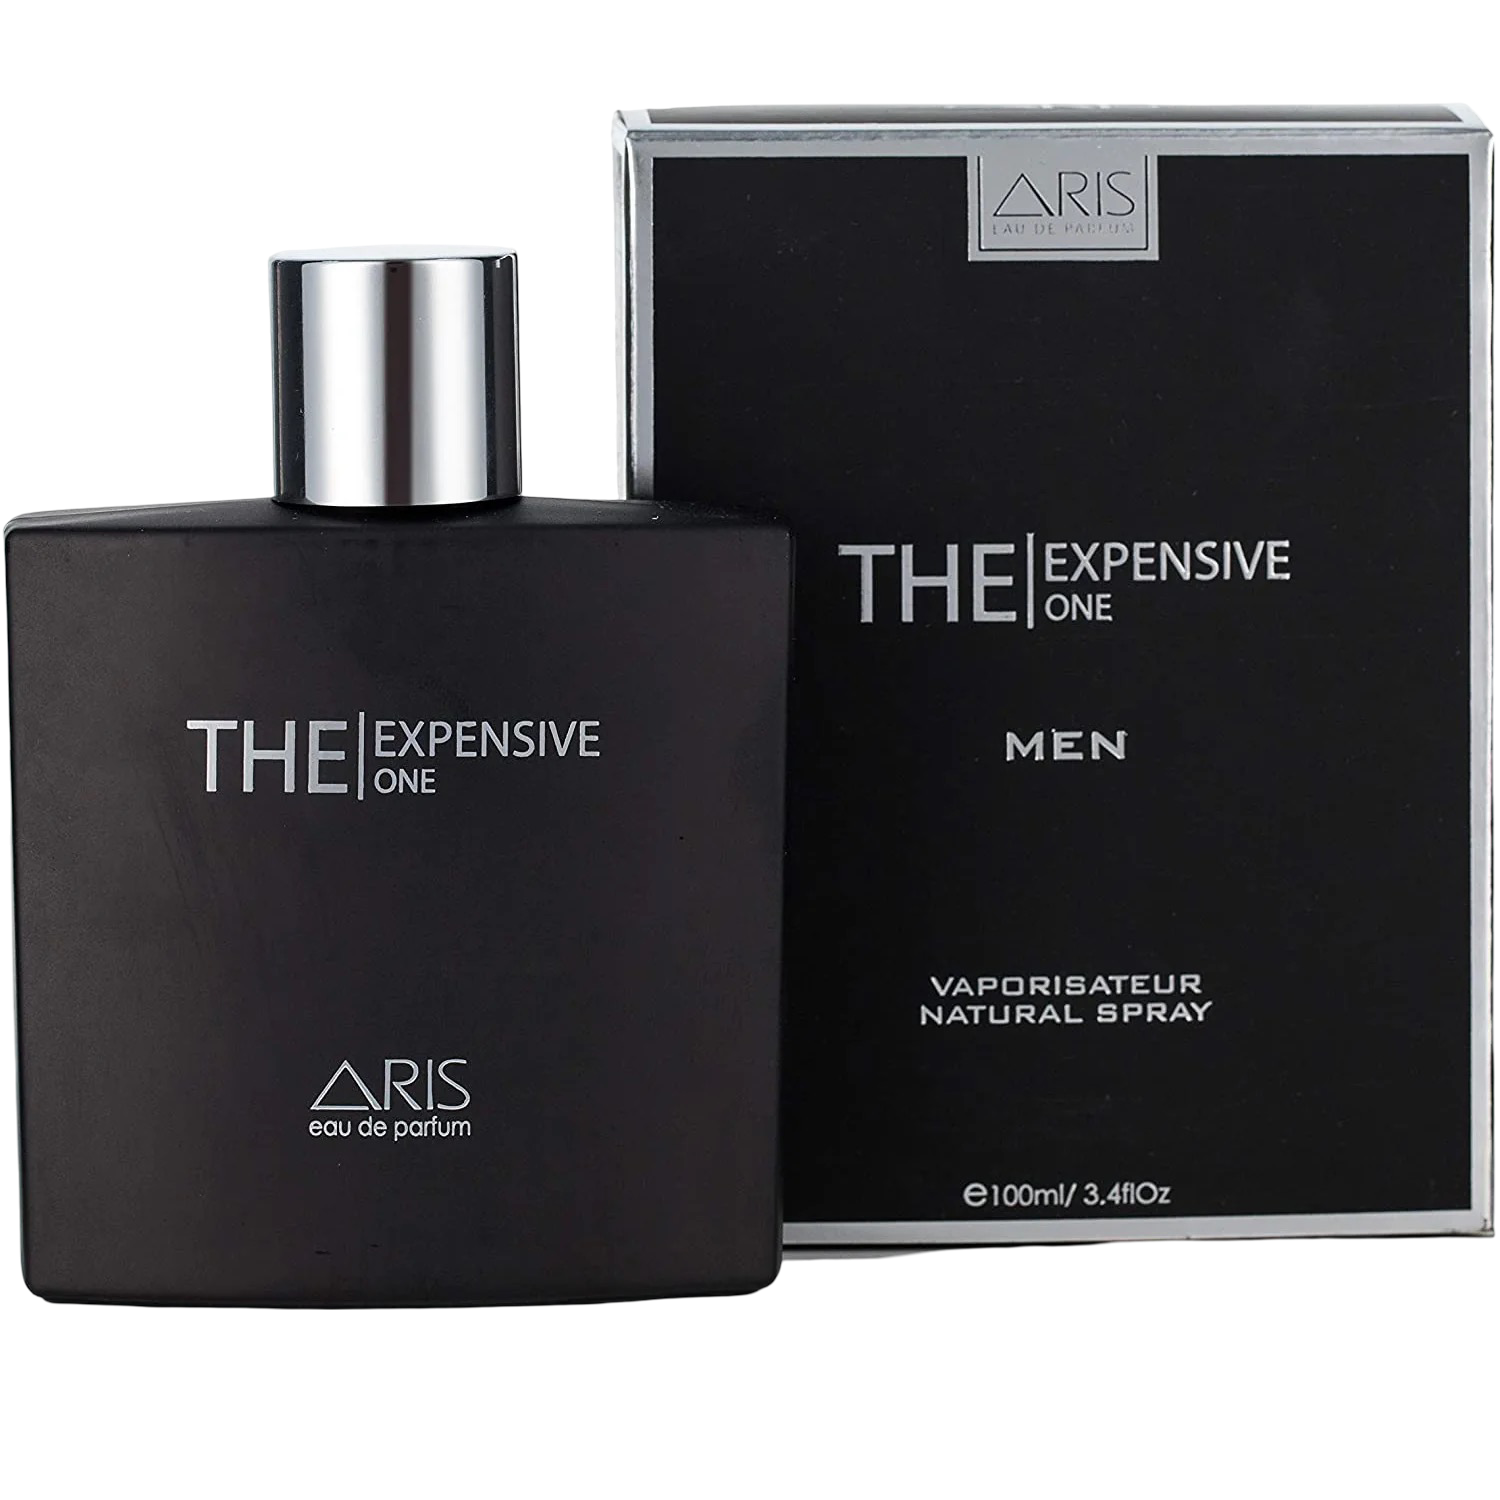 THE EXPENSIVE
ONE
ARIS
eau de parfum
ARIS
EAU DE PARFUM
THE EXPENSIVE
ONE
MEN
VAPORISATEUR
NATURAL SPRAY
e100ml/ 3.4flOz